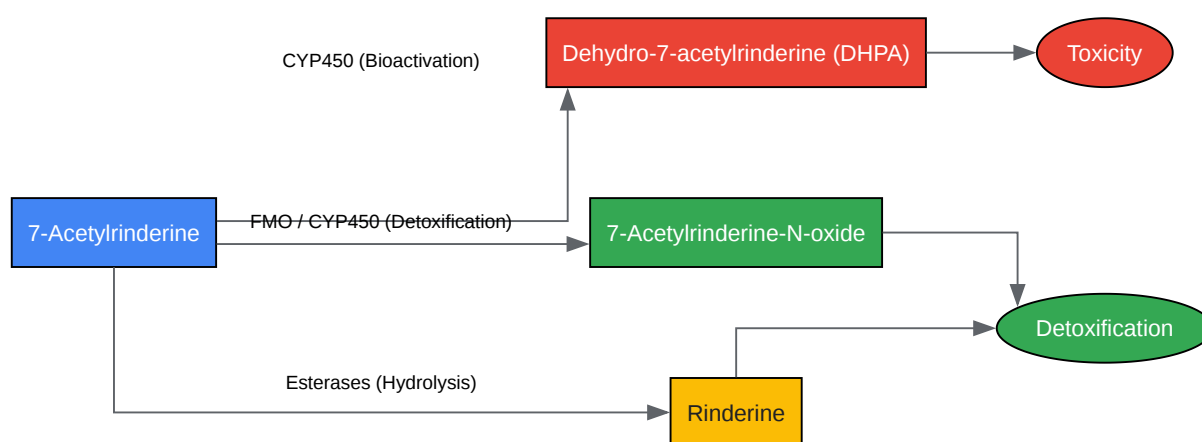 CYP450 (Bioactivation)
Dehydro-7-acetylrinderine (DHPA)
Toxicity
7-Acetylrinderine
FMO / CYP450 (Detoxification)
7-Acetylrinderine-N-oxide
Detoxification
Esterases (Hydrolysis)
Rinderine